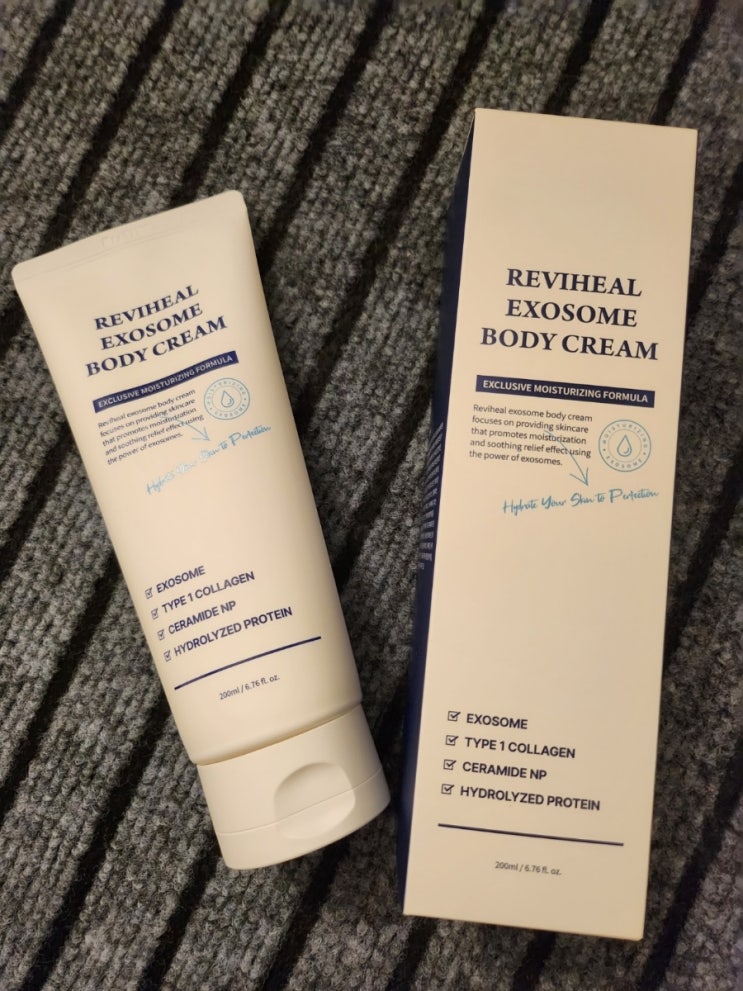 REVIHEAL
EXOSOME
BODY CREAM
EXCLUSIVE MOISTURIZING FORMULA
Reviheal exosome body cream
focuses on providing skincare
that promotes moisturization
and soothing relief effect using
the power of exosomes.
MOISTURIZING
EXOSOME
Hydrate Your Skin to Perfection
EXOSOME
TYPE 1 COLLAGEN
CERAMIDE NP
HYDROLYZED PROTEIN
200ml / 6.76 fl. oz.
REVIHEAL
EXOSOME
BODY CREAM
EXCLUSIVE MOISTURIZING FORMULA
Reviheal exosome body cream
focuses on providing skincare
that promotes moisturization
and soothing relief effect using
the power of exosomes.
MOISTURIZING
EXOSOME
Hydrate Your Skin to Perfection
EXOSOME
TYPE 1 COLLAGEN
CERAMIDE NP
HYDROLYZED PROTEIN
200ml / 6.76 fl. oz.